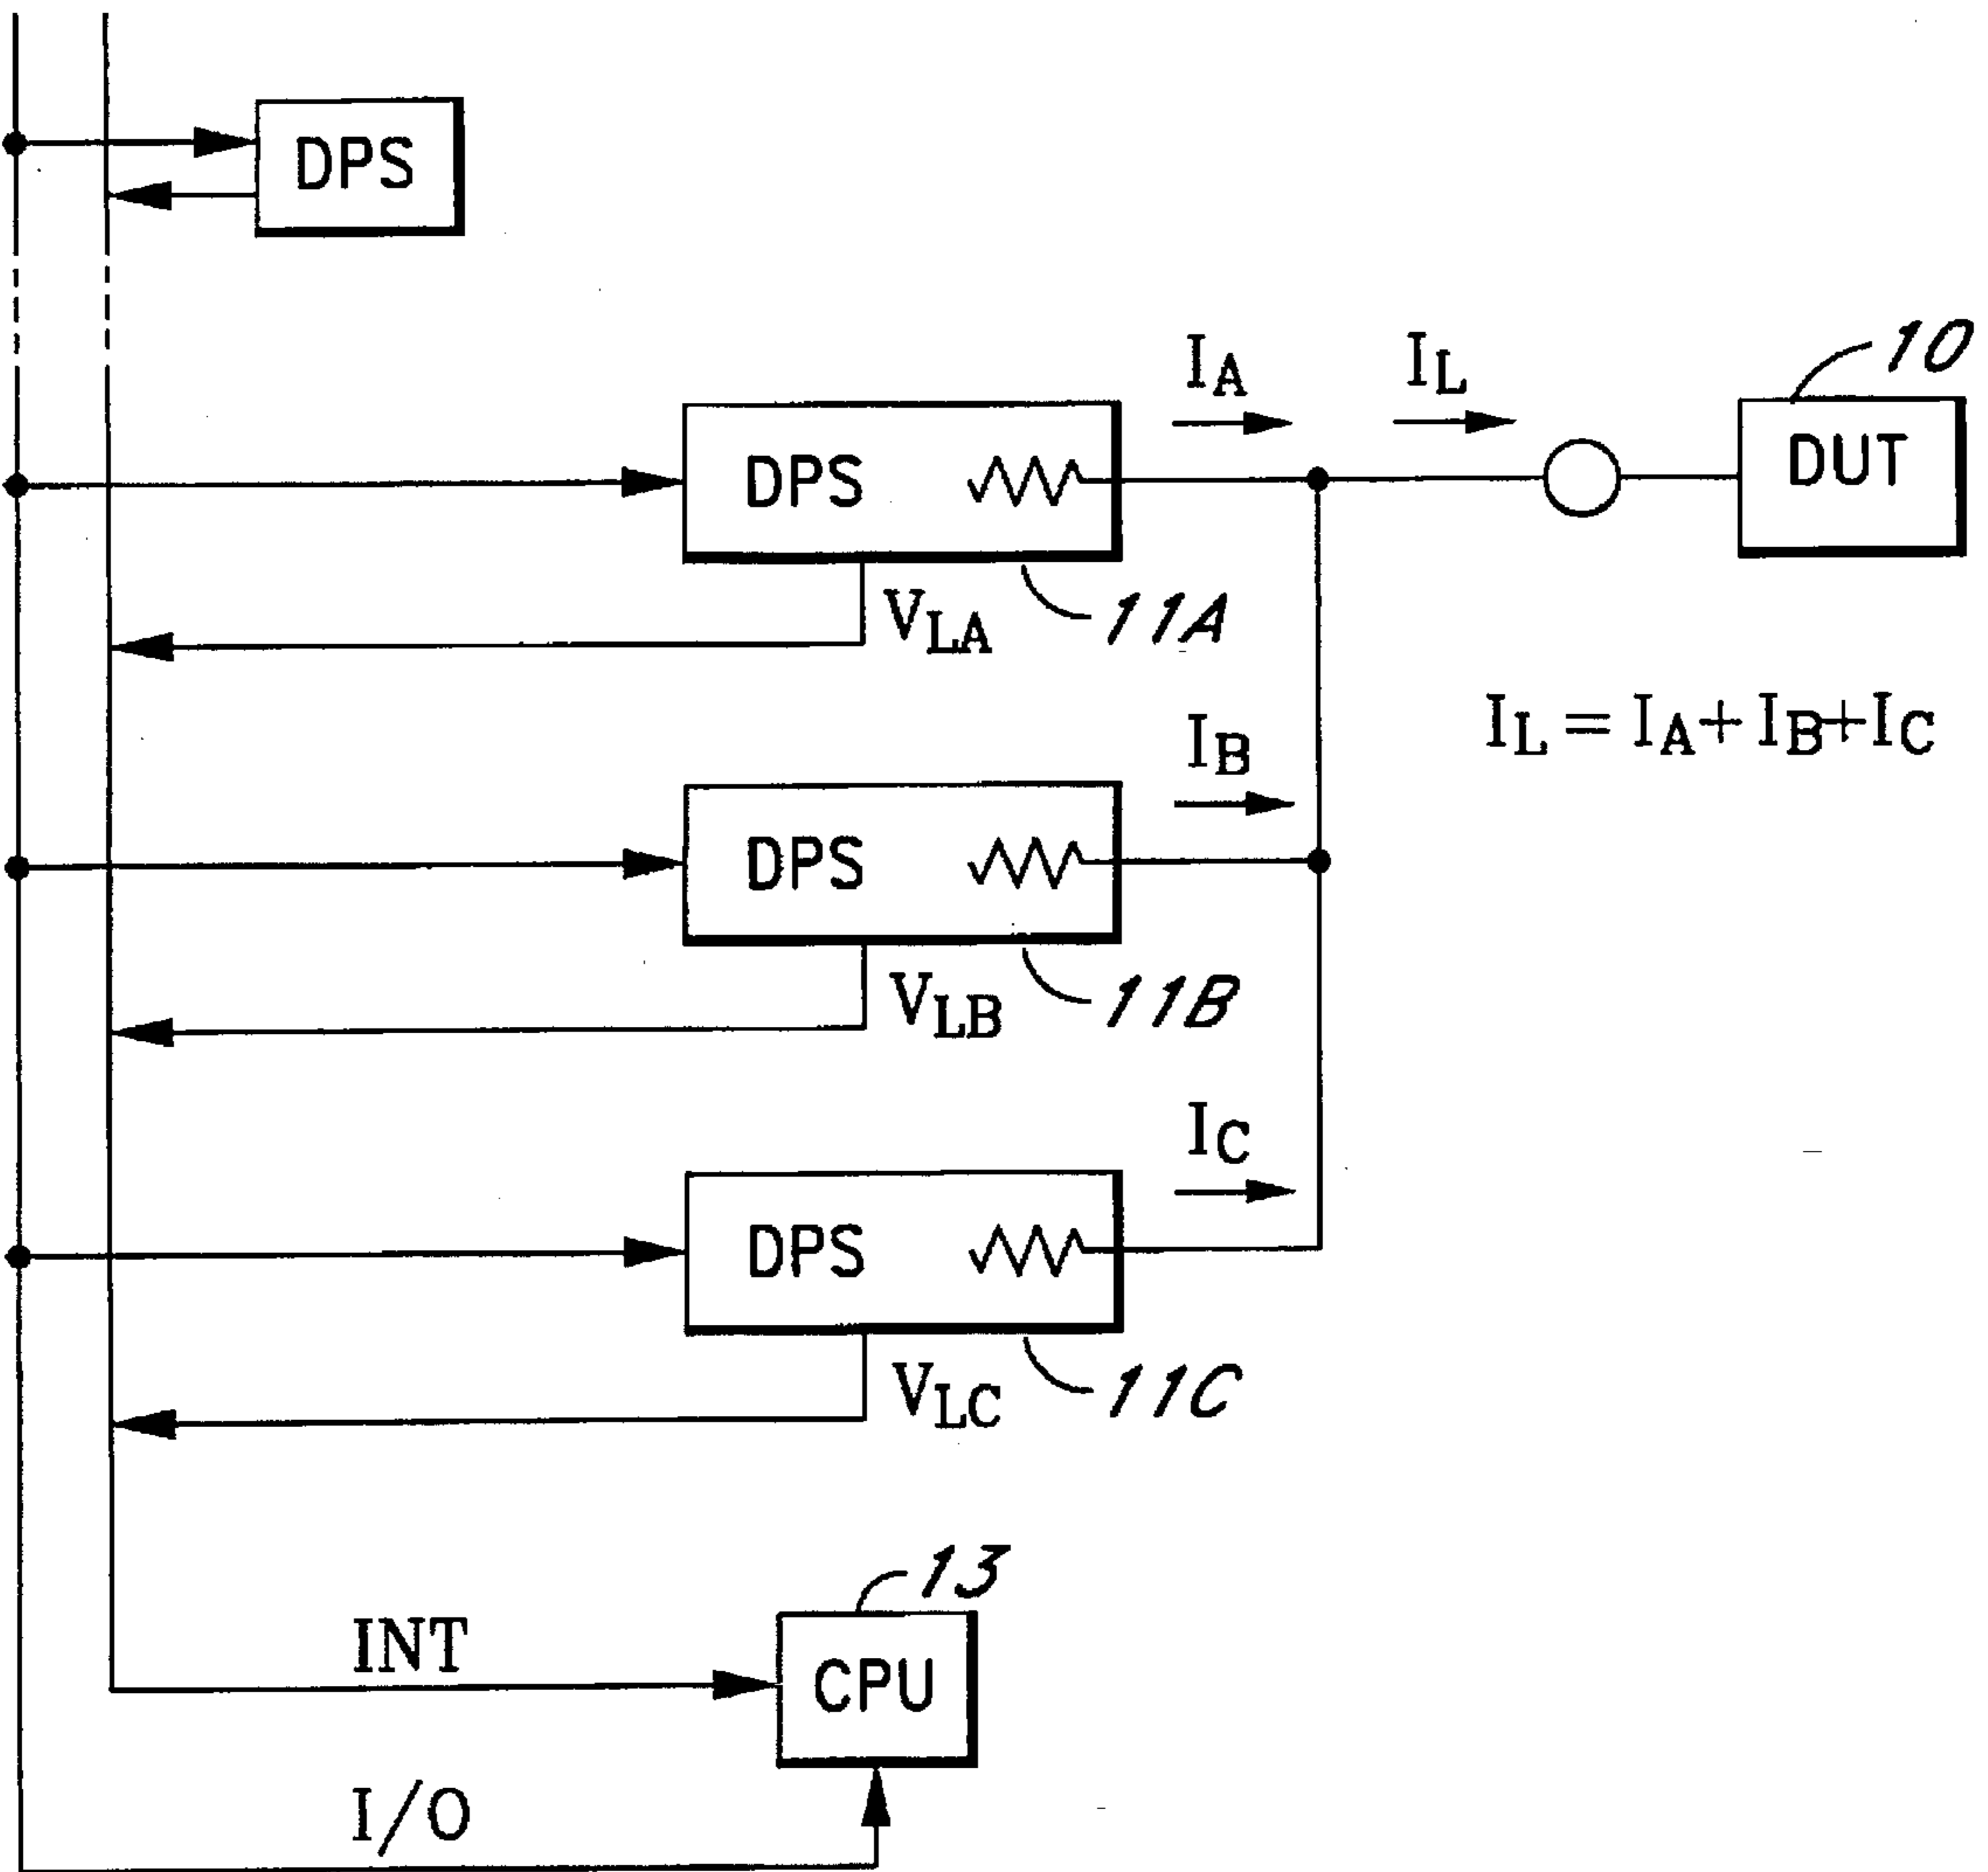 DPS
I_A
I_L
10
DPS
DUT
V_LA
11A
I_B
I_L = I_A + I_B + I_C
DPS
V_LB
11B
I_C
DPS
V_LC
11C
13
INT
CPU
I/O